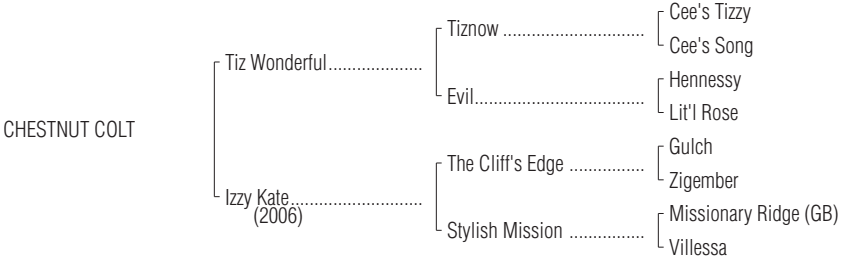 Cee's Tizzy
Tiznow ..............................
Cee's Song
Tiz Wonderful....................
Hennessy
Evil....................................
Lit'l Rose
CHESTNUT COLT
Gulch
The Cliff's Edge ................
Zigember
Izzy Kate............................
(2006)
Missionary Ridge (GB)
Stylish Mission ................
Villessa